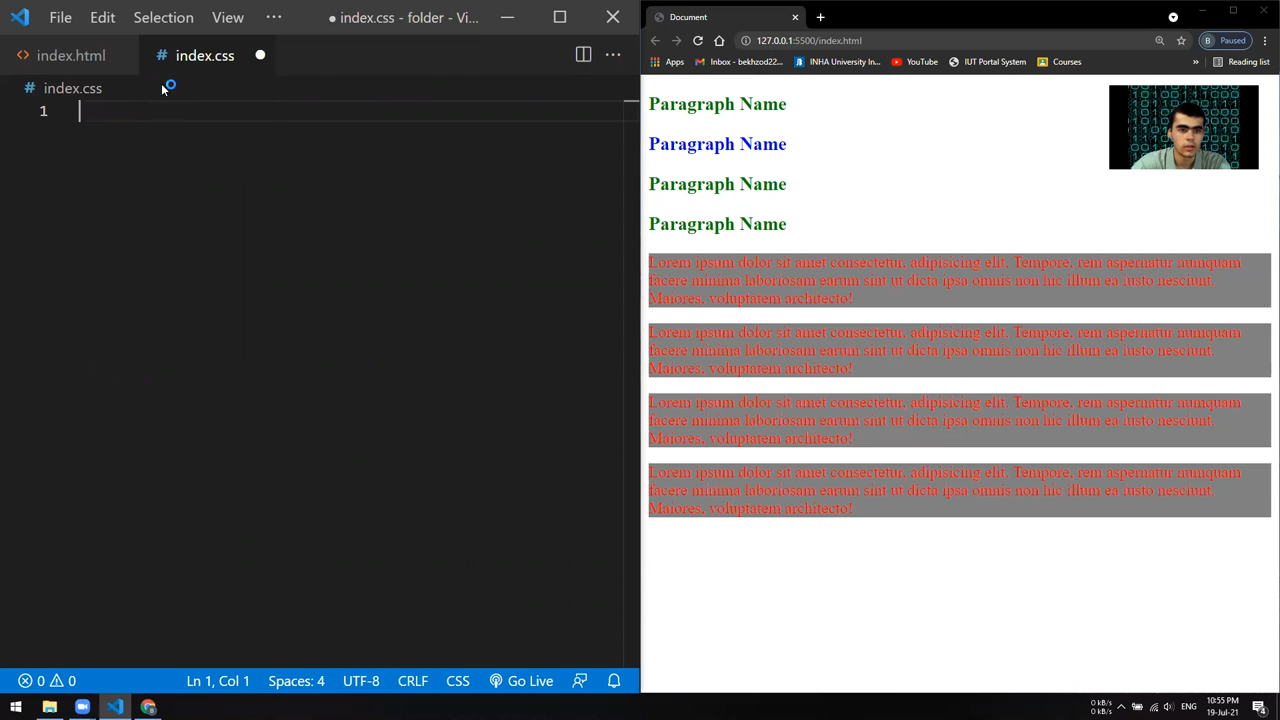 File Edit Selection View ··· ● index.css - folder - Vi...
<> index.html # index.css ● ···
# index.css
1
0 0 Ln 1, Col 1 Spaces: 4 UTF-8 CRLF CSS Go Live
Document
127.0.0.1:5500/index.html B Paused
Apps Inbox - bekhzod22... INHA University In... YouTube IUT Portal System Courses » Reading list
Paragraph Name
Paragraph Name
Paragraph Name
Paragraph Name
Lorem ipsum dolor sit amet consectetur, adipisicing elit. Tempore, rem aspernatur numquam
facere minima laboriosam earum sint ut dicta ipsa omnis non hic illum ea iusto nesciunt.
Maiores, voluptatem architecto!
Lorem ipsum dolor sit amet consectetur, adipisicing elit. Tempore, rem aspernatur numquam
facere minima laboriosam earum sint ut dicta ipsa omnis non hic illum ea iusto nesciunt.
Maiores, voluptatem architecto!
Lorem ipsum dolor sit amet consectetur, adipisicing elit. Tempore, rem aspernatur numquam
facere minima laboriosam earum sint ut dicta ipsa omnis non hic illum ea iusto nesciunt.
Maiores, voluptatem architecto!
Lorem ipsum dolor sit amet consectetur, adipisicing elit. Tempore, rem aspernatur numquam
facere minima laboriosam earum sint ut dicta ipsa omnis non hic illum ea iusto nesciunt.
Maiores, voluptatem architecto!
0 kB/s
0 kB/s
ENG
10:55 PM
19-Jul-21
4